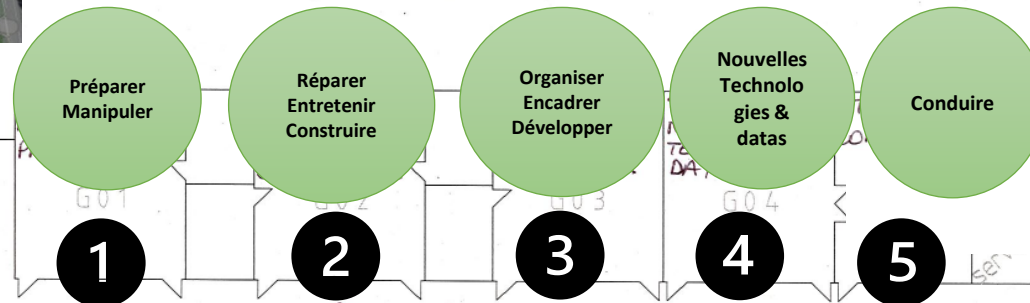 Préparer
Manipuler
Réparer
Entretenir
Construire
Organiser
Encadrer
Développer
Nouvelles
Technolo
gies &
datas
Conduire
G01
G03
G04
1
2
3
4
5